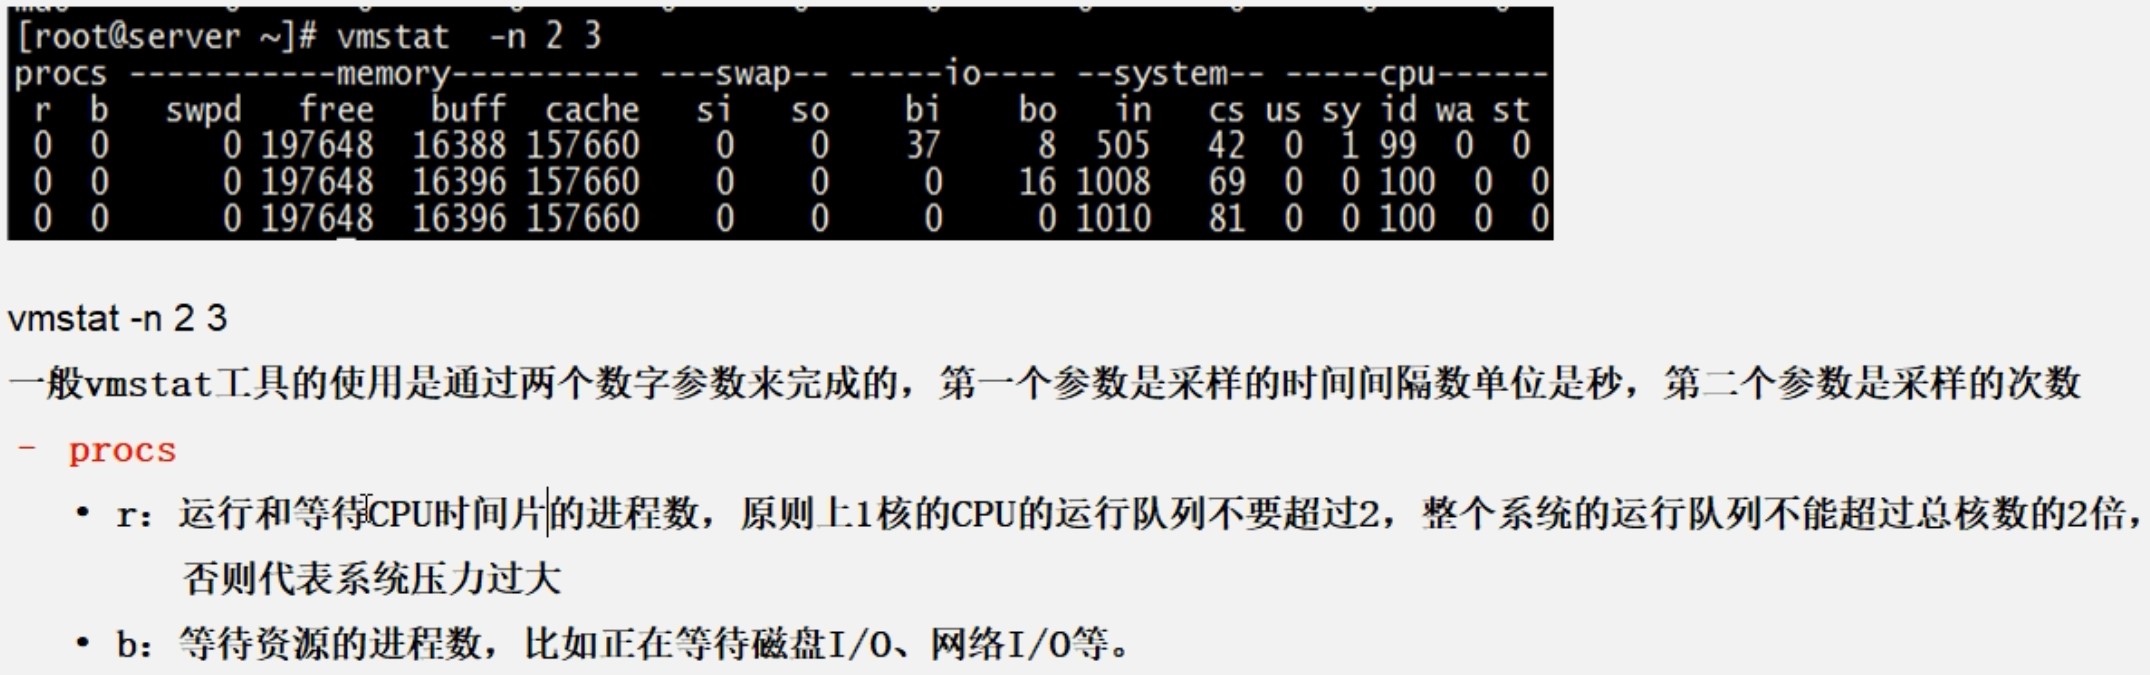 [root@server ~]# vmstat  -n 2 3
procs -----------memory---------- ---swap-- -----io---- --system-- -----cpu------
r  b   swpd   free   buff  cache   si   so    bi    bo   in   cs us sy id wa st
0  0      0 197648  16388 157660    0    0    37     8  505   42  0  1 99  0  0
0  0      0 197648  16396 157660    0    0     0    16 1008   69  0  0 100  0  0
0  0      0 197648  16396 157660    0    0     0     0 1010   81  0  0 100  0  0
vmstat -n 2 3
一般vmstat工具的使用是通过两个数字参数来完成的，第一个参数是采样的时间间隔数单位是秒，第二个参数是采样的次数
- procs
• r：运行和等待CPU时间片的进程数，原则上1核的CPU的运行队列不要超过2，整个系统的运行队列不能超过总核数的2倍，
否则代表系统压力过大
• b：等待资源的进程数，比如正在等待磁盘I/O、网络I/O等。